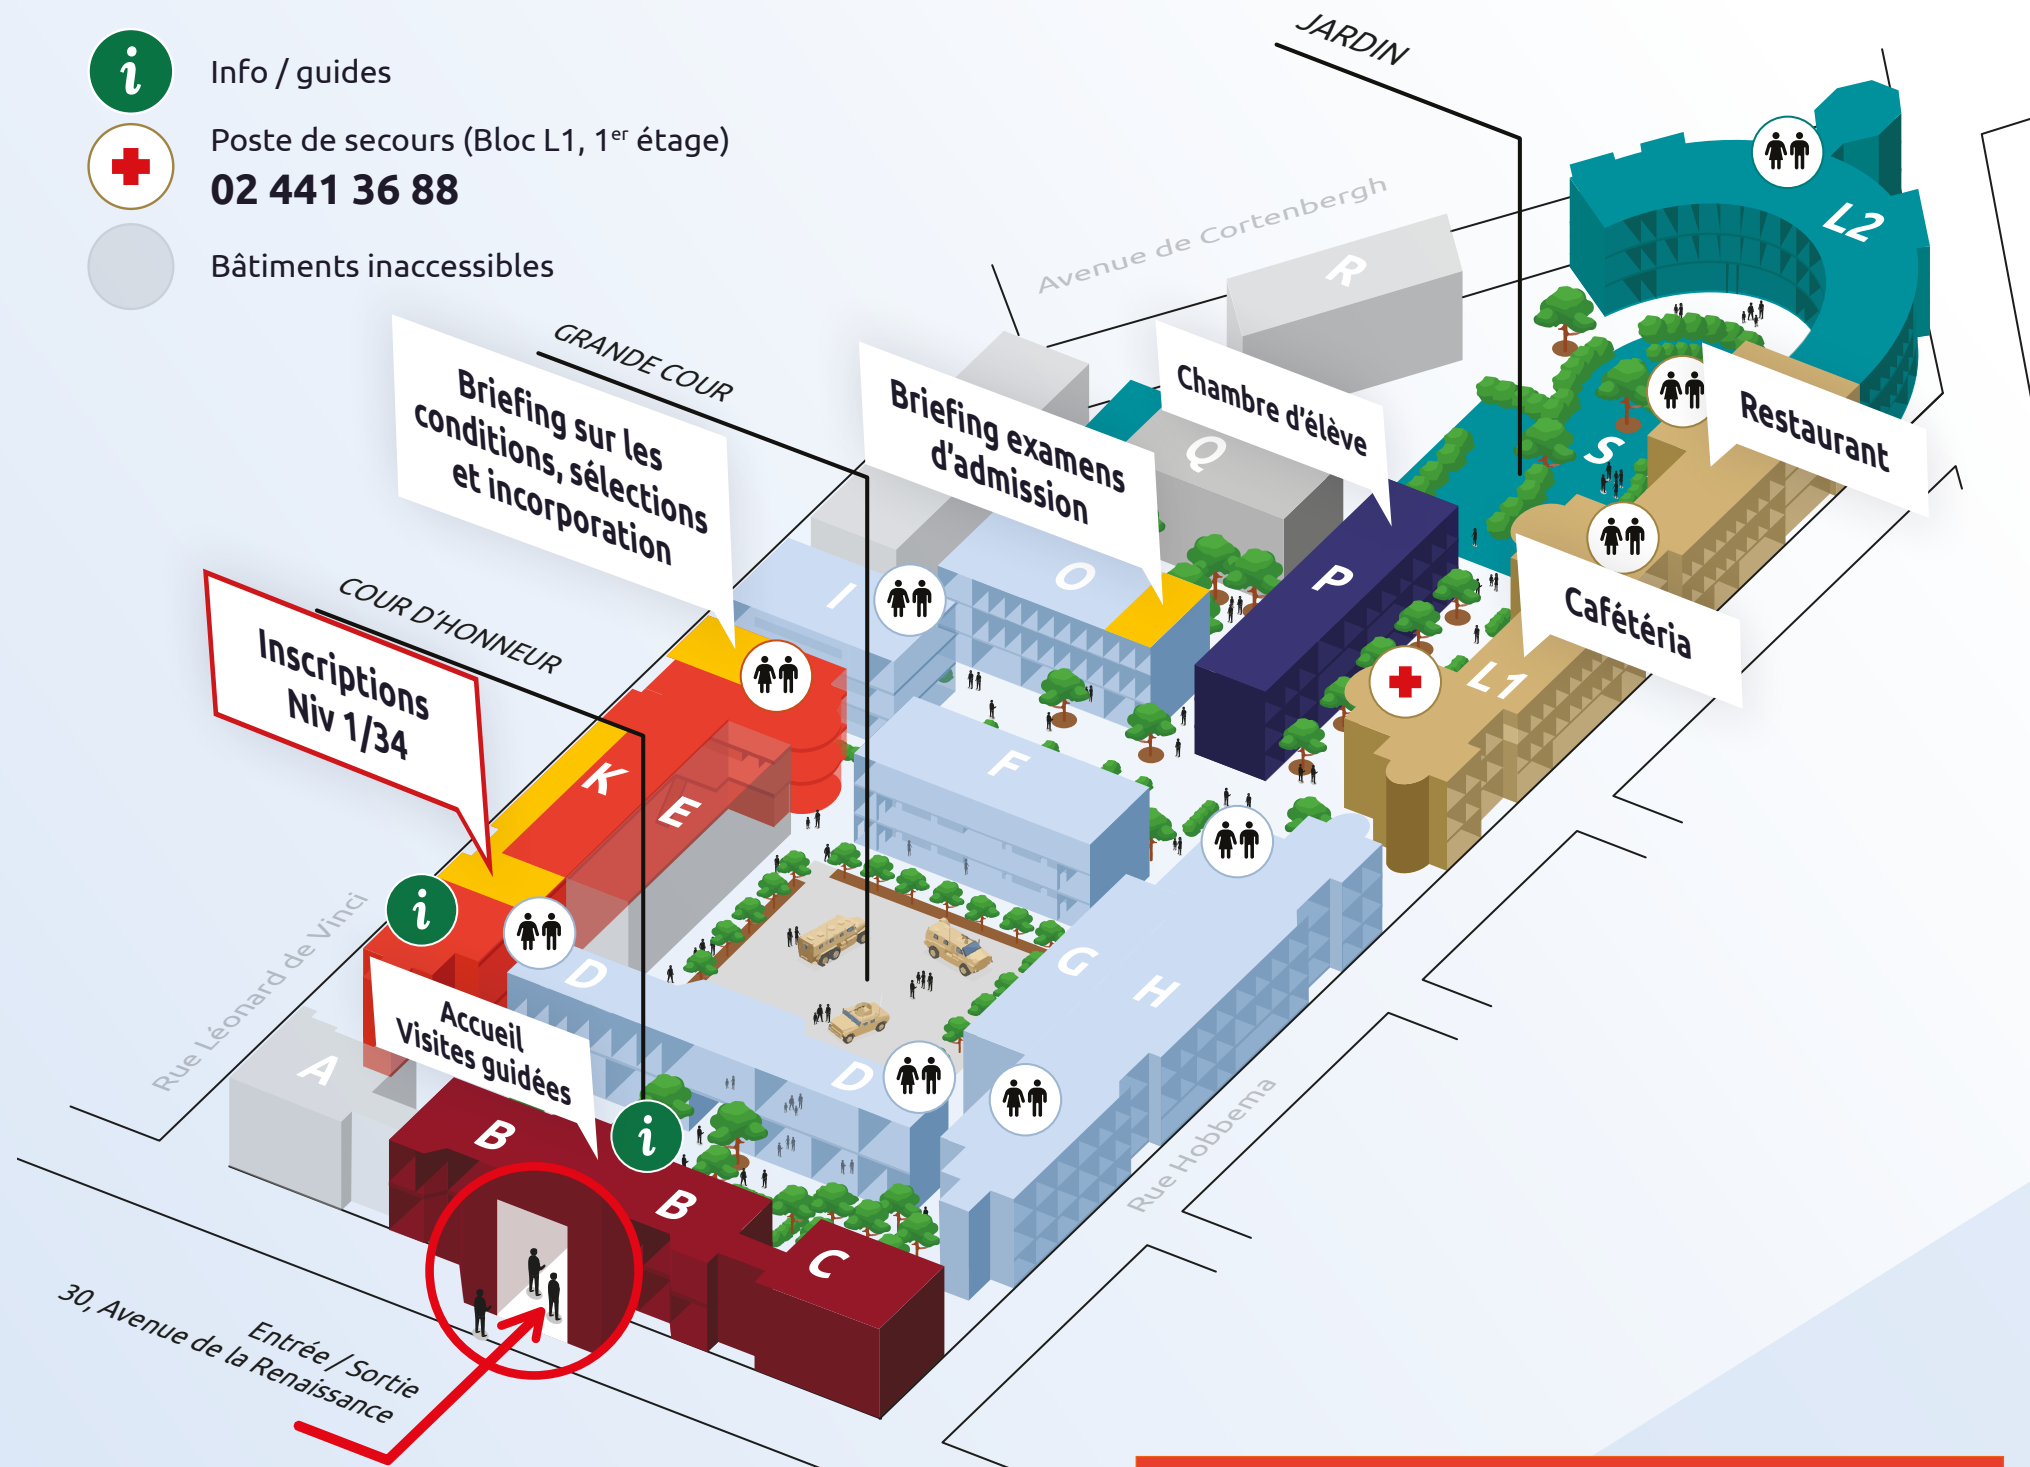 Info / guides
Poste de secours (Bloc L1, 1er étage)
02 441 36 88
Bâtiments inaccessibles
JARDIN
Avenue de Cortenbergh
GRANDE COUR
COUR D'HONNEUR
Briefing sur les
conditions, sélections
et incorporation
Briefing examens
d'admission
Chambre d'élève
Restaurant
Cafétéria
Inscriptions
Niv 1/34
Accueil
Visites guidées
Rue Léonard de Vinci
Rue Hobbema
Entrée / Sortie
30, Avenue de la Renaissance
R
L2
Q
S
I
O
P
L1
K
E
F
G
H
D
D
A
B
B
C